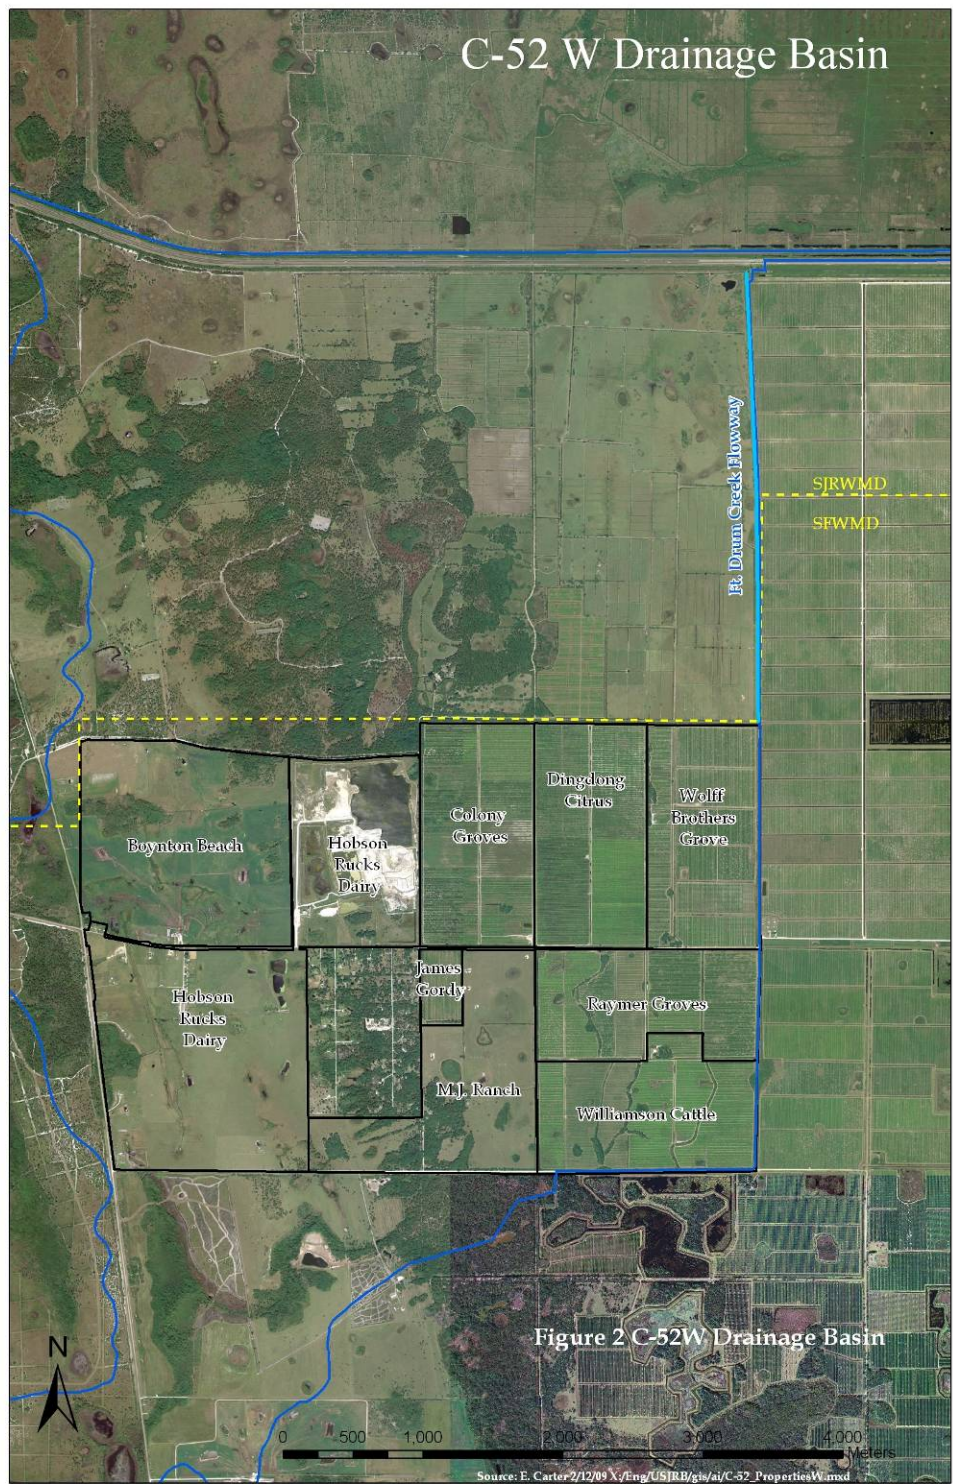 C-52 W Drainage Basin
Ft. Drum Creek Flowway
SJRWMD
SFWMD
Boynton Beach
Hobson
Rucks
Dairy
Colony
Groves
Dingdong
Citrus
Wolff
Brothers
Grove
Hobson
Rucks
Dairy
James
Gordy
Raymer Groves
M.J. Ranch
Williamson Cattle
Figure 2 C-52W Drainage Basin
N
0 500 1,000 2,000 3,000 4,000
Meters
Source: E. Carter 2/12/09 X:/Eng/USJRB/gis/ai/C-52_PropertiesW.mxd